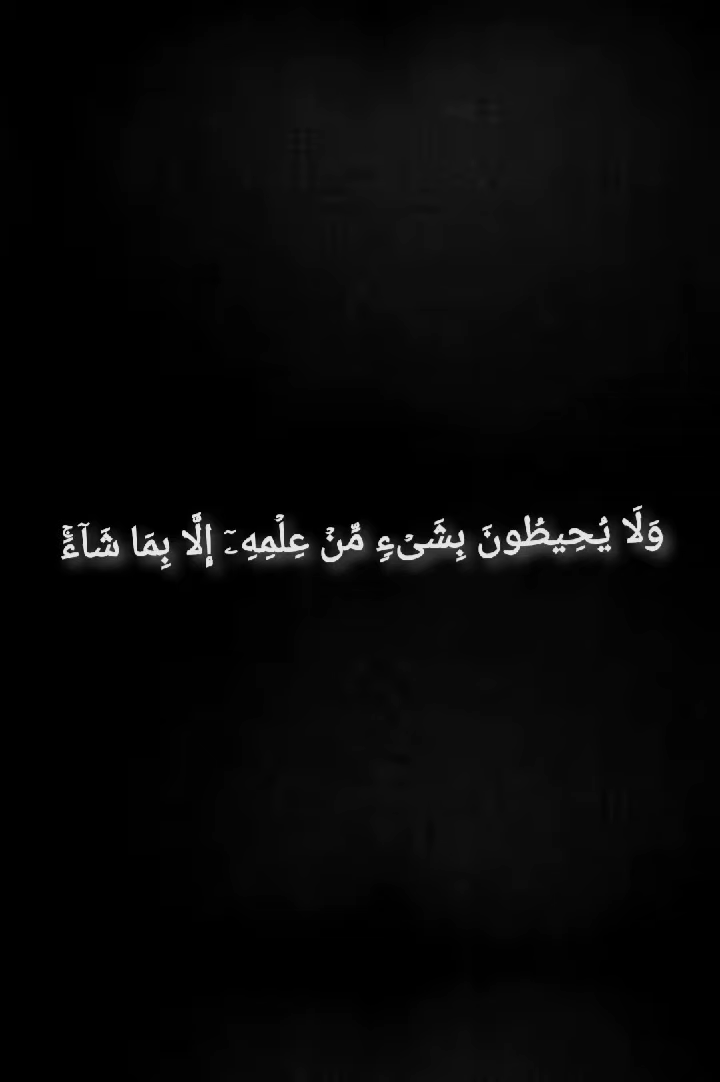 وَلَا يُحِيطُونَ بِشَىۡءٍ مِّنۡ عِلۡمِهِۦٓ إِلَّا بِمَا شَآءَۚ